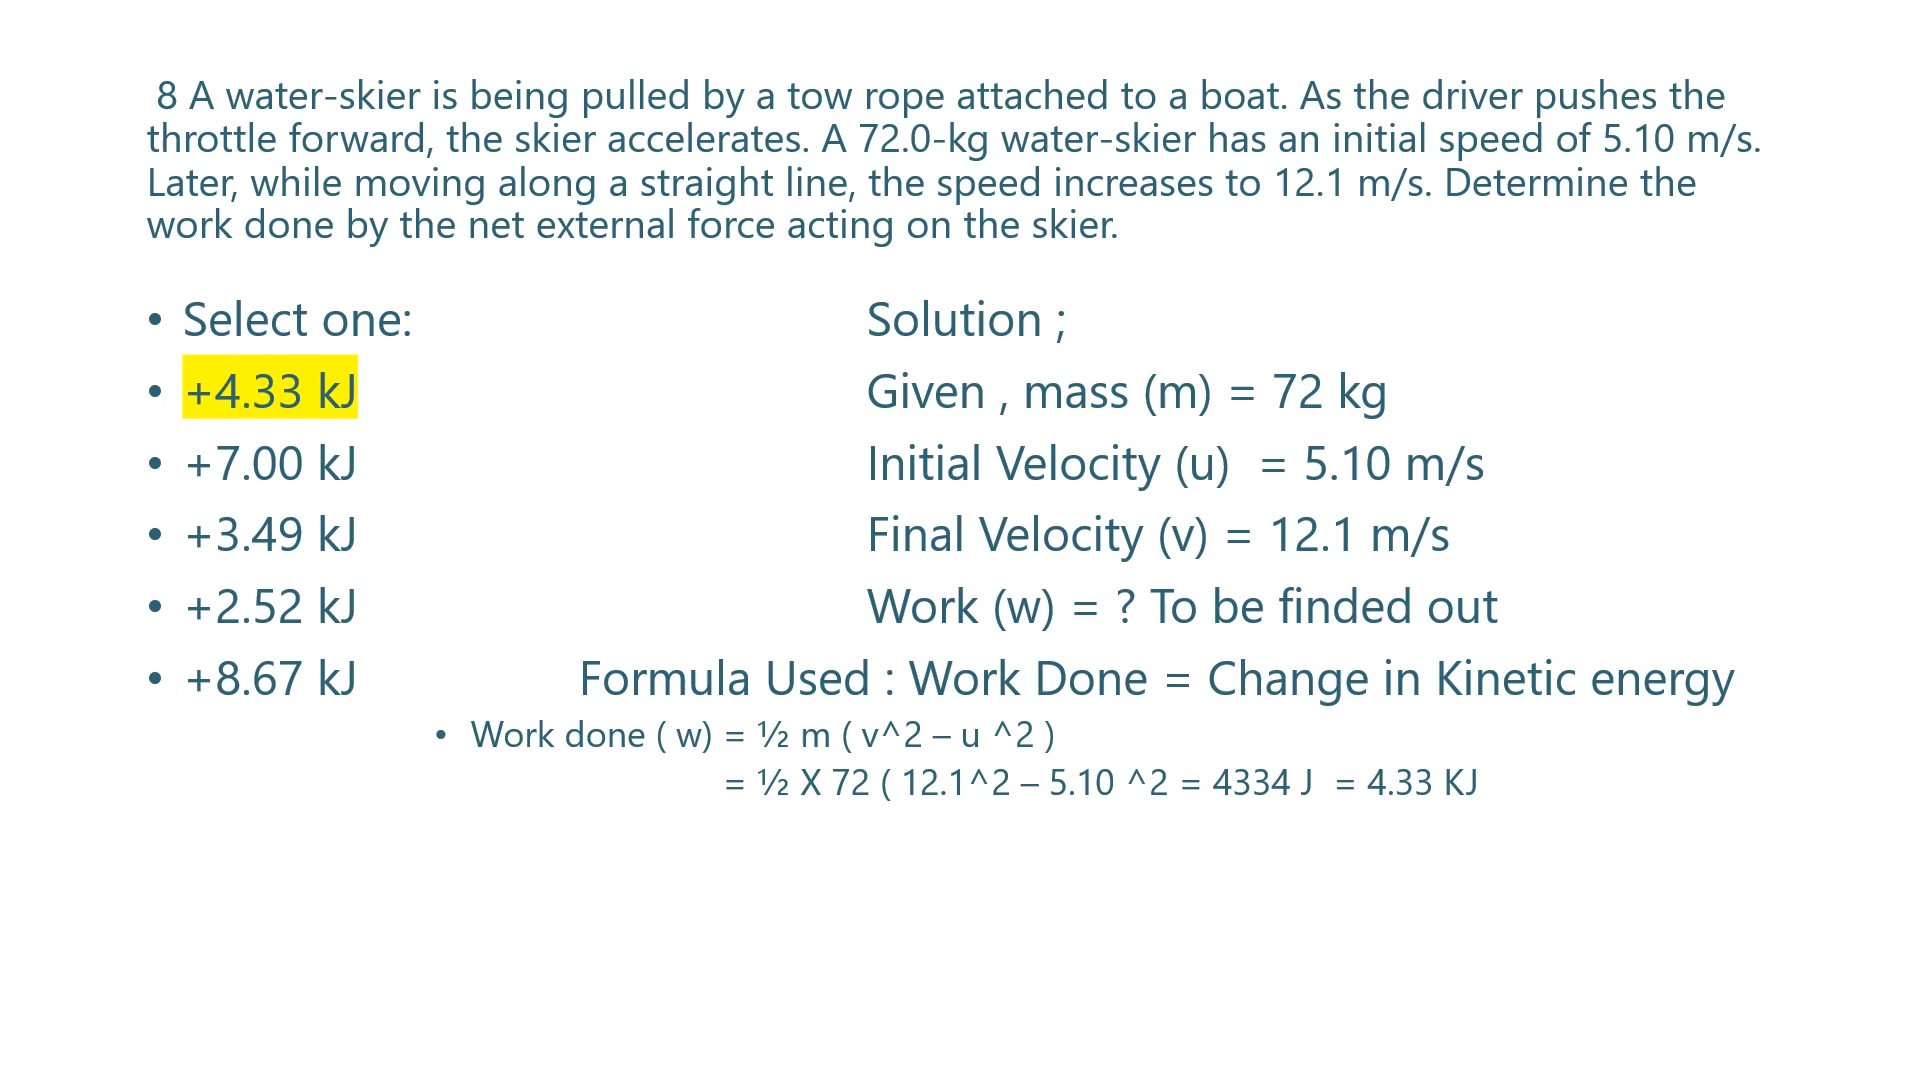 8 A water-skier is being pulled by a tow rope attached to a boat. As the driver pushes the
throttle forward, the skier accelerates. A 72.0-kg water-skier has an initial speed of 5.10 m/s.
Later, while moving along a straight line, the speed increases to 12.1 m/s. Determine the
work done by the net external force acting on the skier.
• Select one: Solution ;
• +4.33 kJ Given , mass (m) = 72 kg
• +7.00 kJ Initial Velocity (u) = 5.10 m/s
• +3.49 kJ Final Velocity (v) = 12.1 m/s
• +2.52 kJ Work (w) = ? To be finded out
• +8.67 kJ Formula Used : Work Done = Change in Kinetic energy
• Work done ( w) = ½ m ( v^2 – u ^2 )
= ½ X 72 ( 12.1^2 – 5.10 ^2 = 4334 J = 4.33 KJ